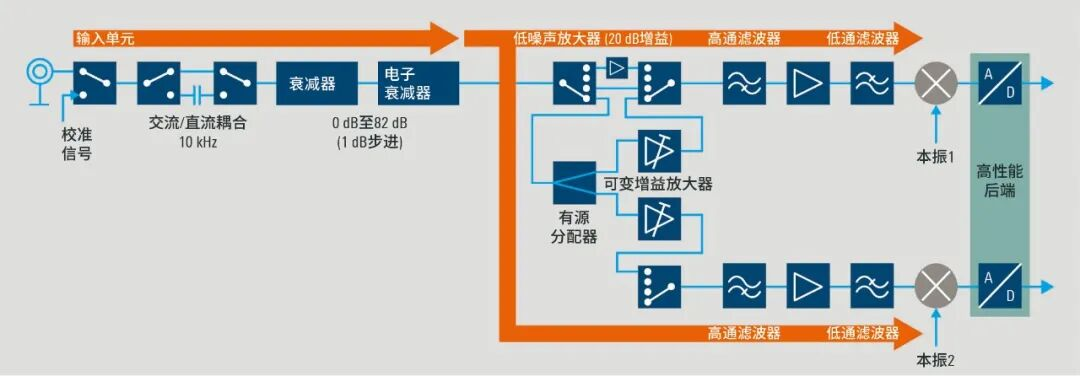 输入单元
低噪声放大器 (20 dB增益)
高通滤波器
低通滤波器
校准
信号
交流/直流耦合
10 kHz
衰减器
电子
衰减器
0 dB至82 dB
(1 dB步进)
有源
分配器
可变增益放大器
本振1
A
D
高性能
后端
A
D
高通滤波器
低通滤波器
本振2